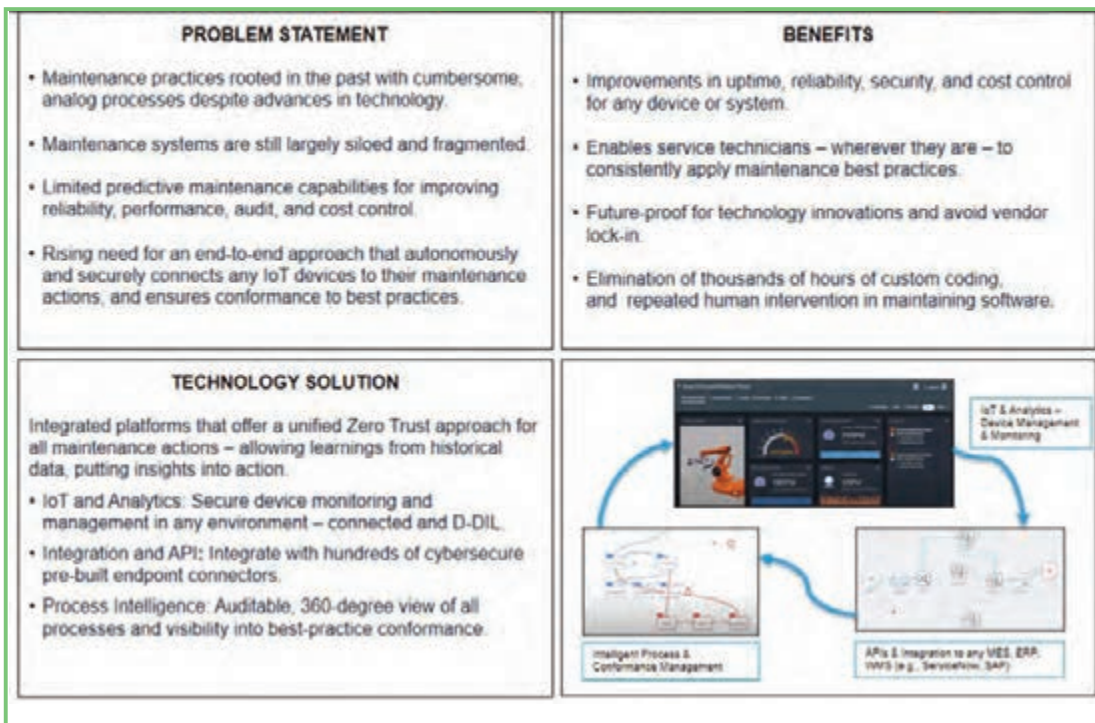 PROBLEM STATEMENT
• Maintenance practices rooted in the past with cumbersome,
analog processes despite advances in technology.
• Maintenance systems are still largely siloed and fragmented.
• Limited predictive maintenance capabilities for improving
reliability, performance, audit, and cost control.
• Rising need for an end-to-end approach that autonomously
and securely connects any IoT devices to their maintenance
actions, and ensures conformance to best practices.
BENEFITS
• Improvements in uptime, reliability, security, and cost control
for any device or system.
• Enables service technicians – wherever they are – to
consistently apply maintenance best practices.
• Future-proof for technology innovations and avoid vendor
lock-in.
• Elimination of thousands of hours of custom coding,
and repeated human intervention in maintaining software.
TECHNOLOGY SOLUTION
Integrated platforms that offer a unified Zero Trust approach for
all maintenance actions – allowing learnings from historical
data, putting insights into action.
• IoT and Analytics: Secure device monitoring and
management in any environment – connected and D-DIL.
• Integration and API: Integrate with hundreds of cybersecure
pre-built endpoint connectors.
• Process Intelligence: Auditable, 360-degree view of all
processes and visibility into best-practice conformance.
IoT & Analytics –
Device Management
& Monitoring
Intelligent Process &
Conformance Management
APIs & Integration to any MES, ERP,
WMS (e.g., ServiceNow, SAP)